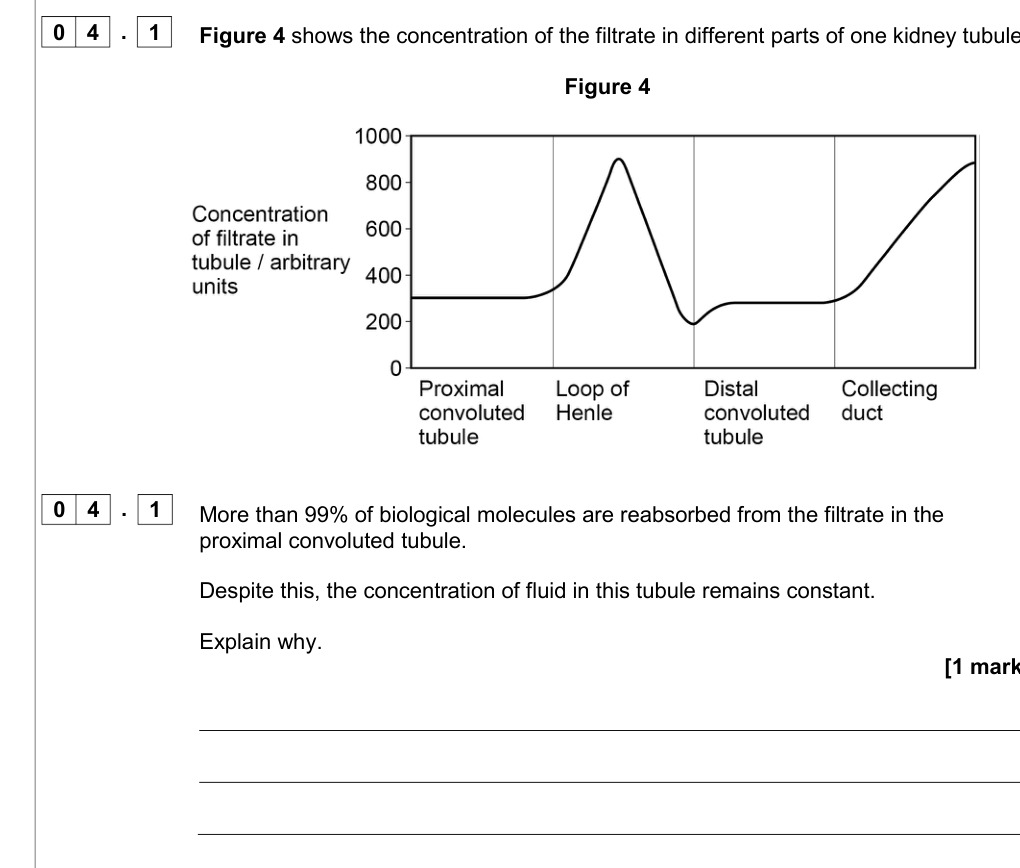 0 4 . 1 Figure 4 shows the concentration of the filtrate in different parts of one kidney tubule
Figure 4
1000
800
600
400
200
0
Concentration
of filtrate in
tubule / arbitrary
units
Proximal
convoluted
tubule
Loop of
Henle
Distal
convoluted
tubule
Collecting
duct
0 4 . 1 More than 99% of biological molecules are reabsorbed from the filtrate in the
proximal convoluted tubule.
Despite this, the concentration of fluid in this tubule remains constant.
Explain why.
[1 mark